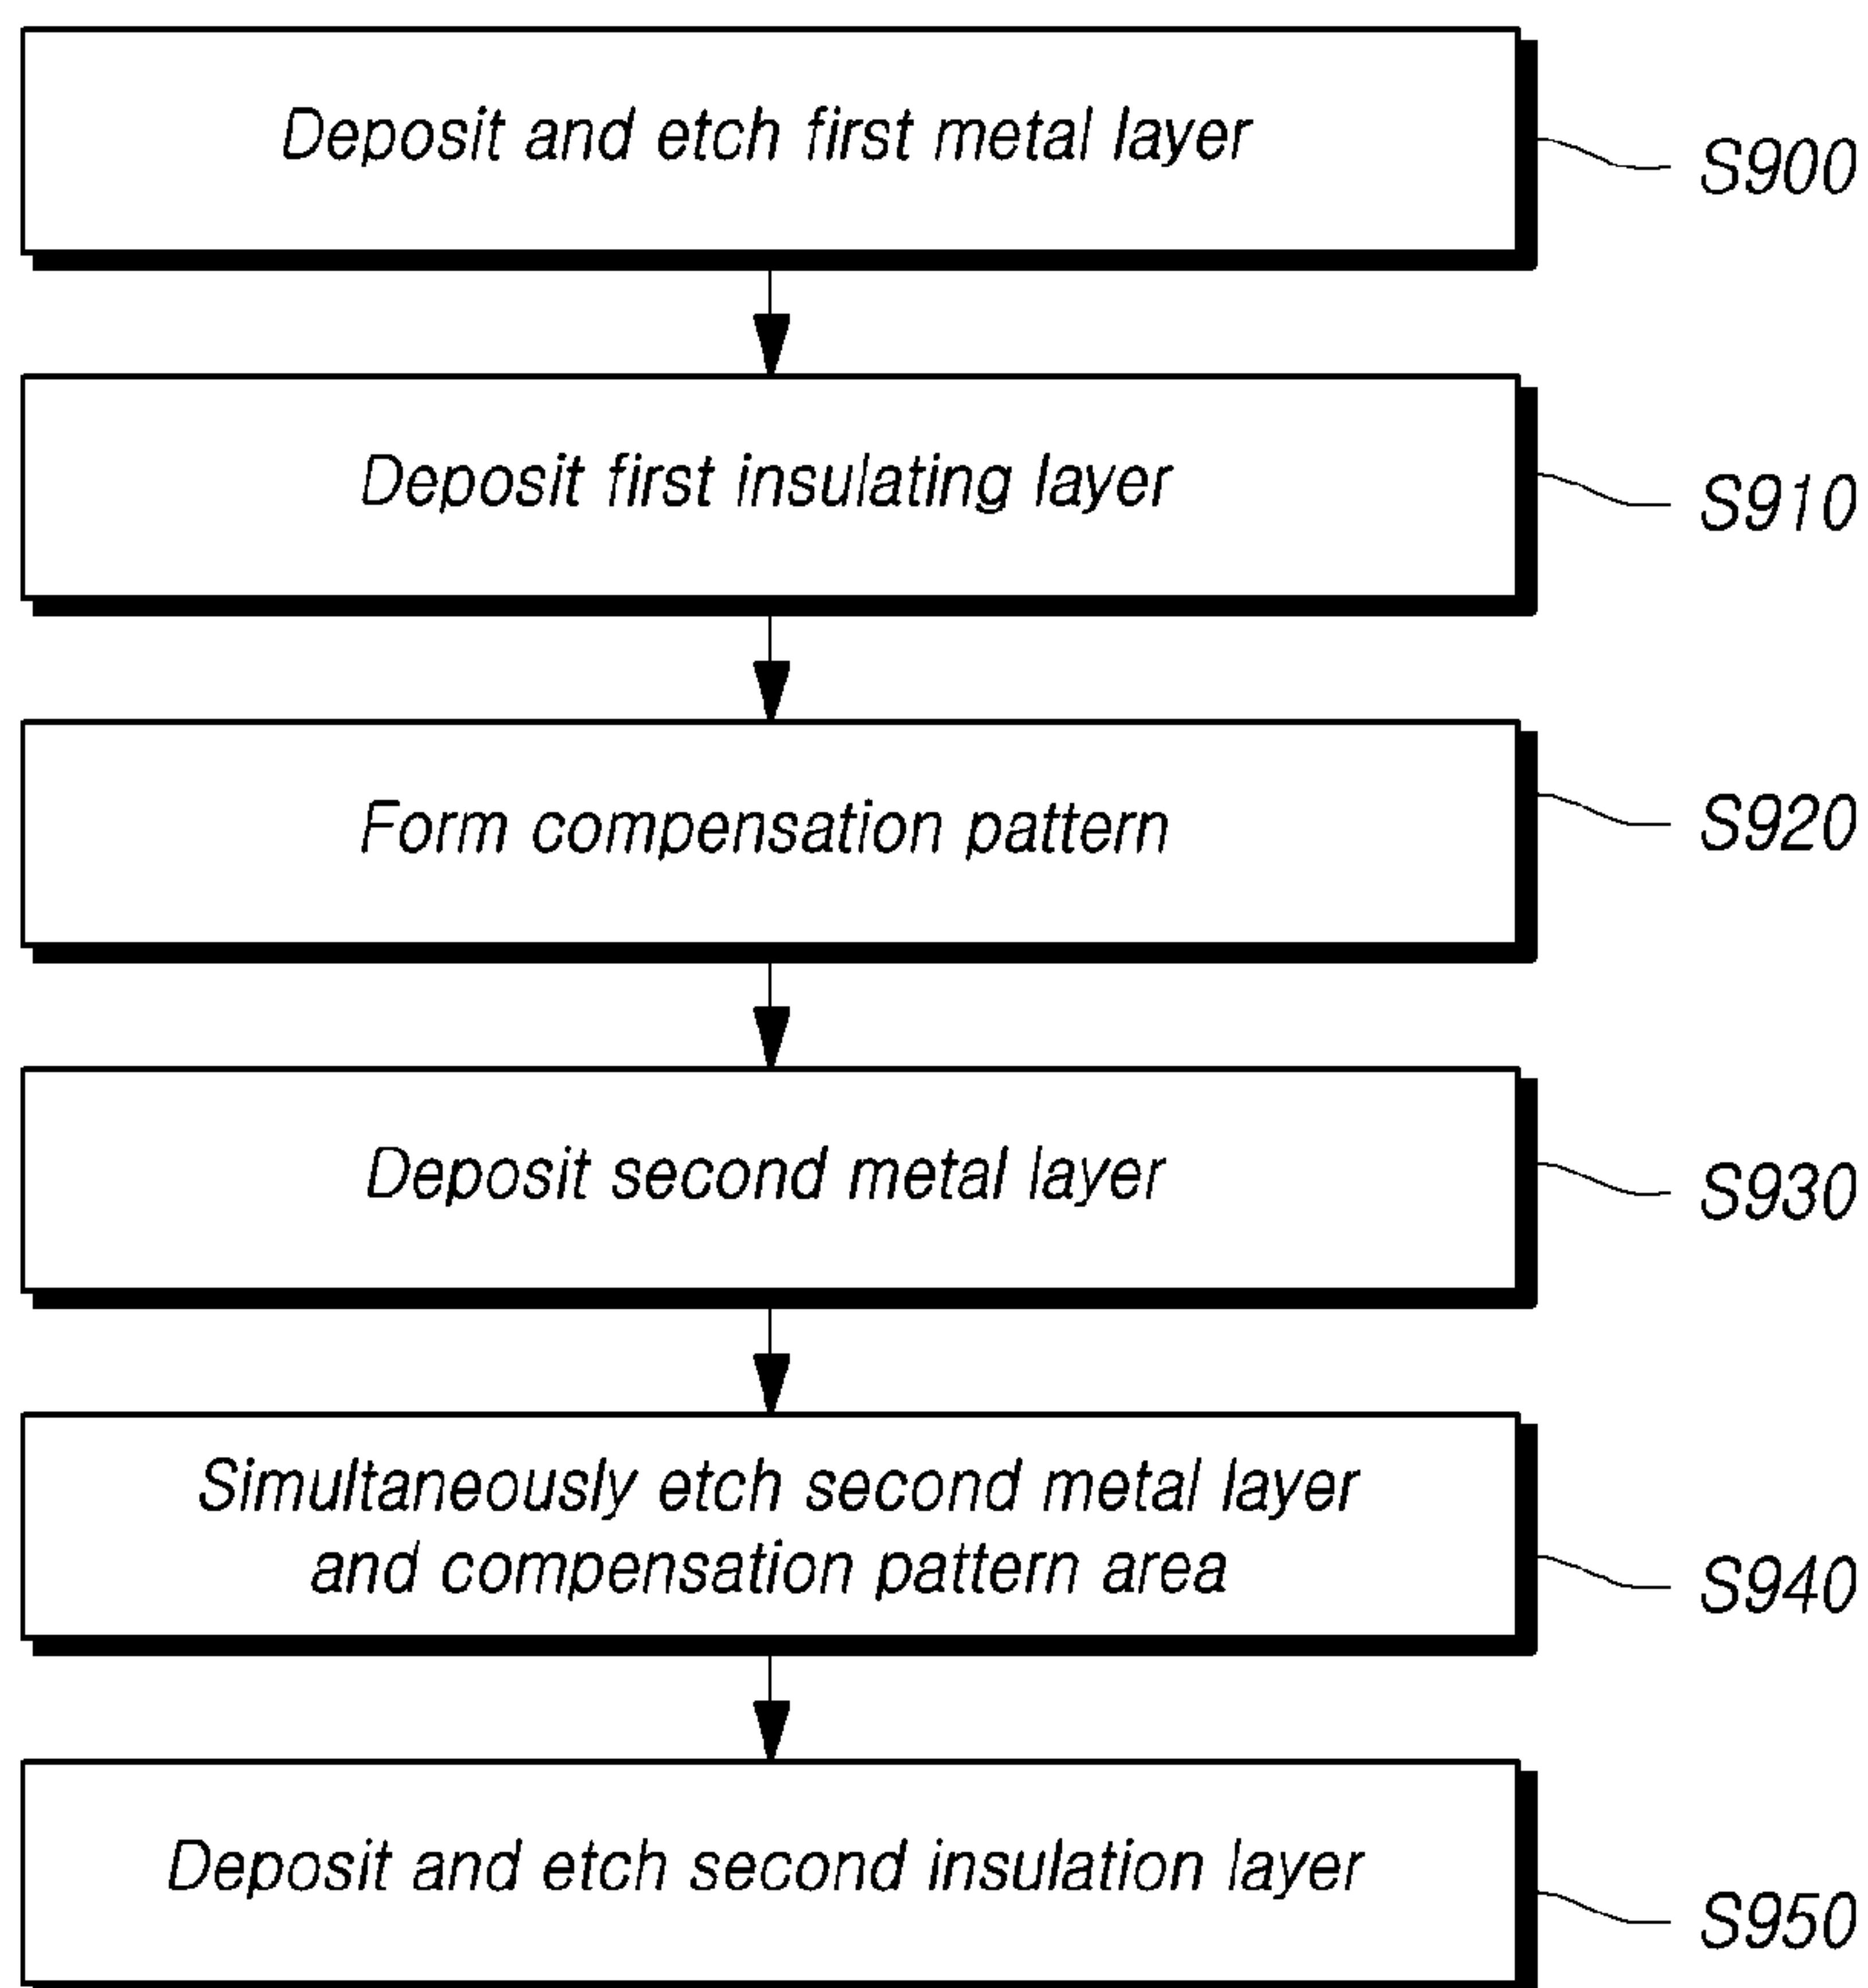 Deposit and etch first metal layer
S900
Deposit first insulating layer
S910
Form compensation pattern
S920
Deposit second metal layer
S930
Simultaneously etch second metal layer
and compensation pattern area
S940
Deposit and etch second insulation layer
S950